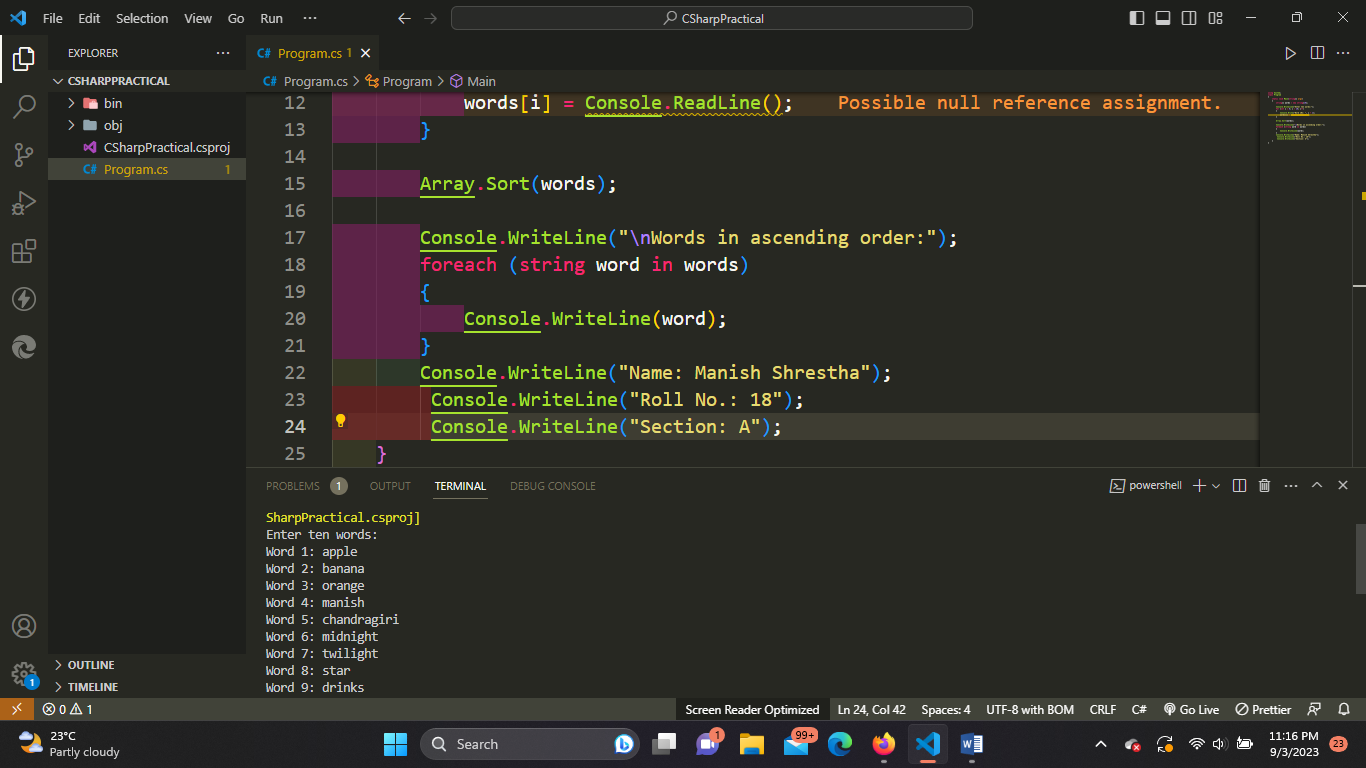 File Edit Selection View Go Run ··· CSharpPractical
EXPLORER ···
CSHARPPRACTICAL
bin
obj
CSharpPractical.csproj
C# Program.cs 1
OUTLINE
TIMELINE
C# Program.cs 1
C# Program.cs > Program > Main
12 words[i] = Console.ReadLine(); Possible null reference assignment.
13 }
14
15 Array.Sort(words);
16
17 Console.WriteLine("\nWords in ascending order:");
18 foreach (string word in words)
19 {
20 Console.WriteLine(word);
21 }
22 Console.WriteLine("Name: Manish Shrestha");
23 Console.WriteLine("Roll No.: 18");
24 Console.WriteLine("Section: A");
25 }
PROBLEMS 1 OUTPUT TERMINAL DEBUG CONSOLE powershell
SharpPractical.csproj]
Enter ten words:
Word 1: apple
Word 2: banana
Word 3: orange
Word 4: manish
Word 5: chandragiri
Word 6: midnight
Word 7: twilight
Word 8: star
Word 9: drinks
1
0 1 Screen Reader Optimized Ln 24, Col 42 Spaces: 4 UTF-8 with BOM CRLF C# Go Live Prettier
23°C
Partly cloudy
Search
1
99+
11:16 PM
9/3/2023
23